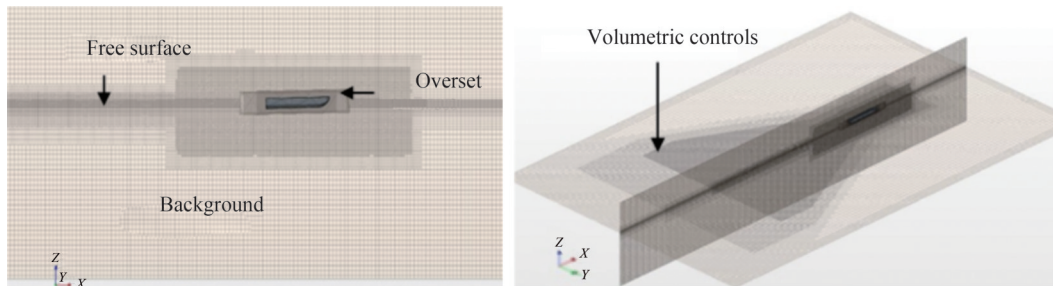 Free surface
Overset
Background
Z
Y
X
Volumetric controls
Z
X
Y